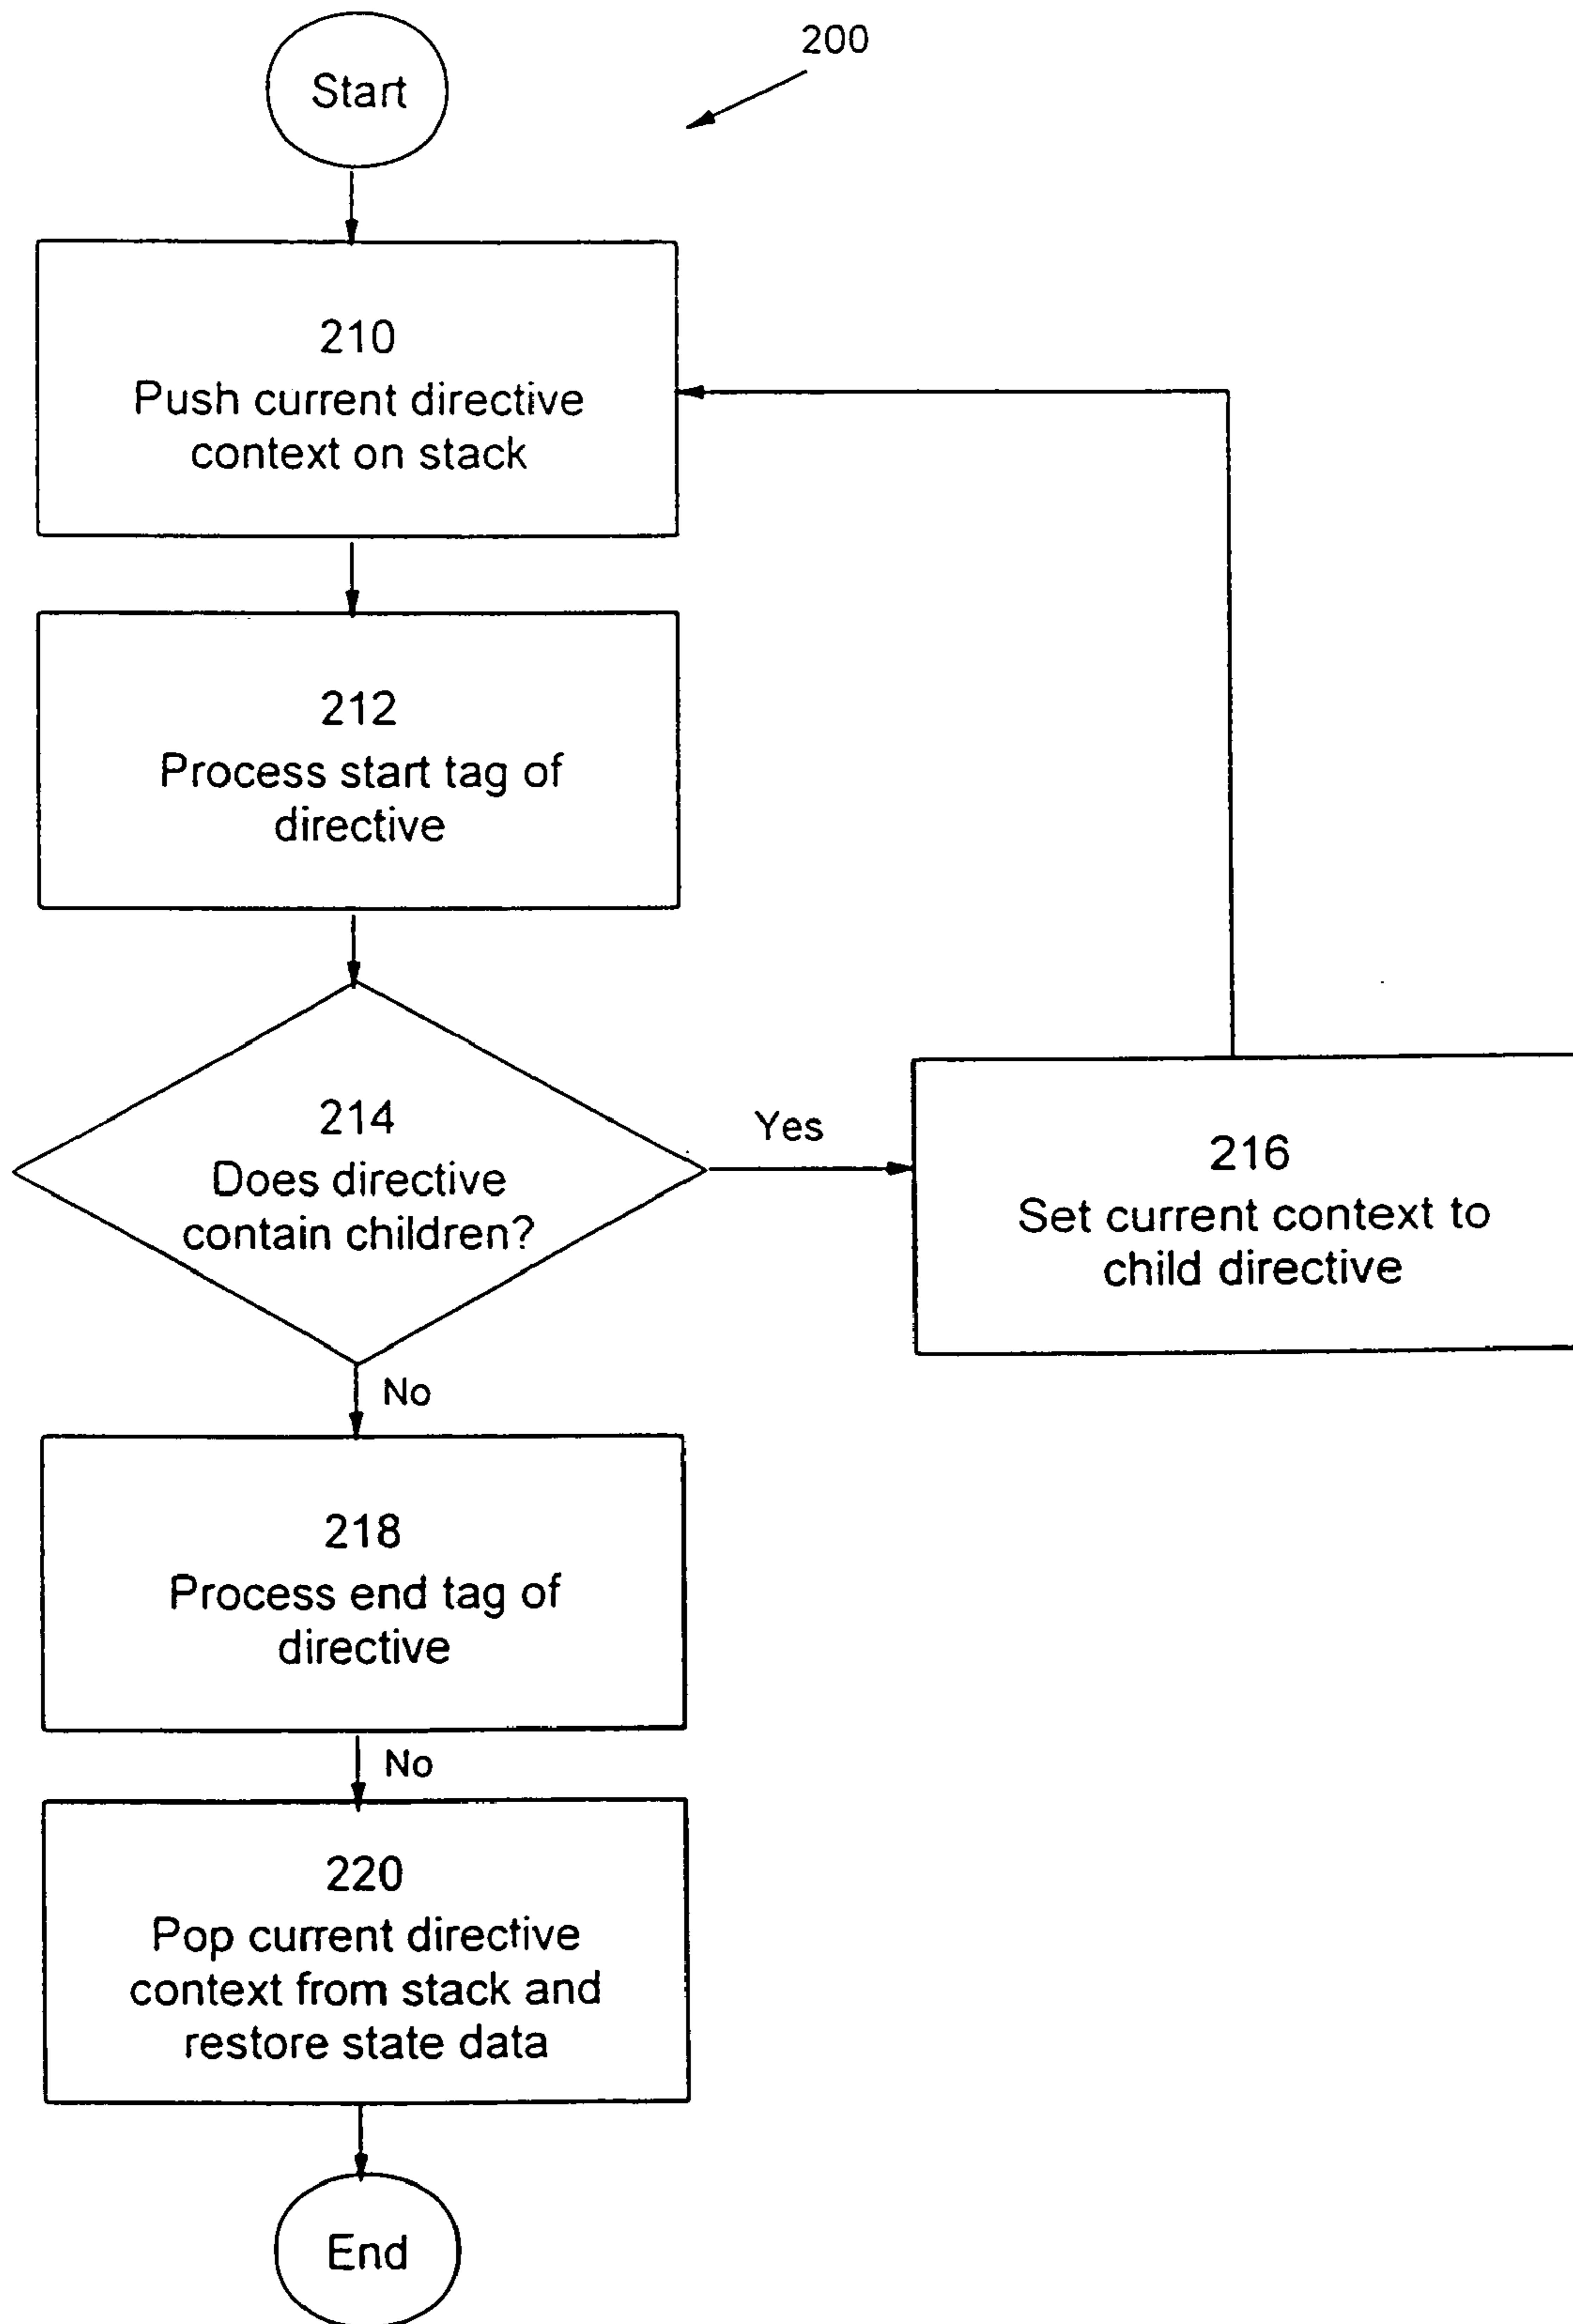 200
Start
210
Push current directive
context on stack
212
Process start tag of
directive
214
Does directive
contain children?
Yes
216
Set current context to
child directive
No
218
Process end tag of
directive
No
220
Pop current directive
context from stack and
restore state data
End